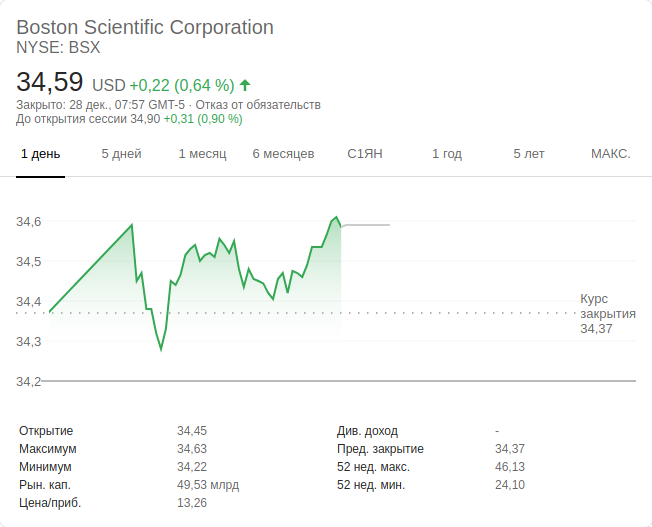 Boston Scientific Corporation
NYSE: BSX
34,59 USD +0,22 (0,64 %)
Закрыто: 28 дек., 07:57 GMT-5 · Отказ от обязательств
До открытия сессии 34,90 +0,31 (0,90 %)
1 день 5 дней 1 месяц 6 месяцев С1ЯН 1 год 5 лет МАКС.
34,6
34,5
34,4
34,3
34,2
Курс
закрытия
34,37
Открытие 34,45 Див. доход -
Максимум 34,63 Пред. закрытие 34,37
Минимум 34,22 52 нед. макс. 46,13
Рын. кап. 49,53 млрд 52 нед. мин. 24,10
Цена/приб. 13,26